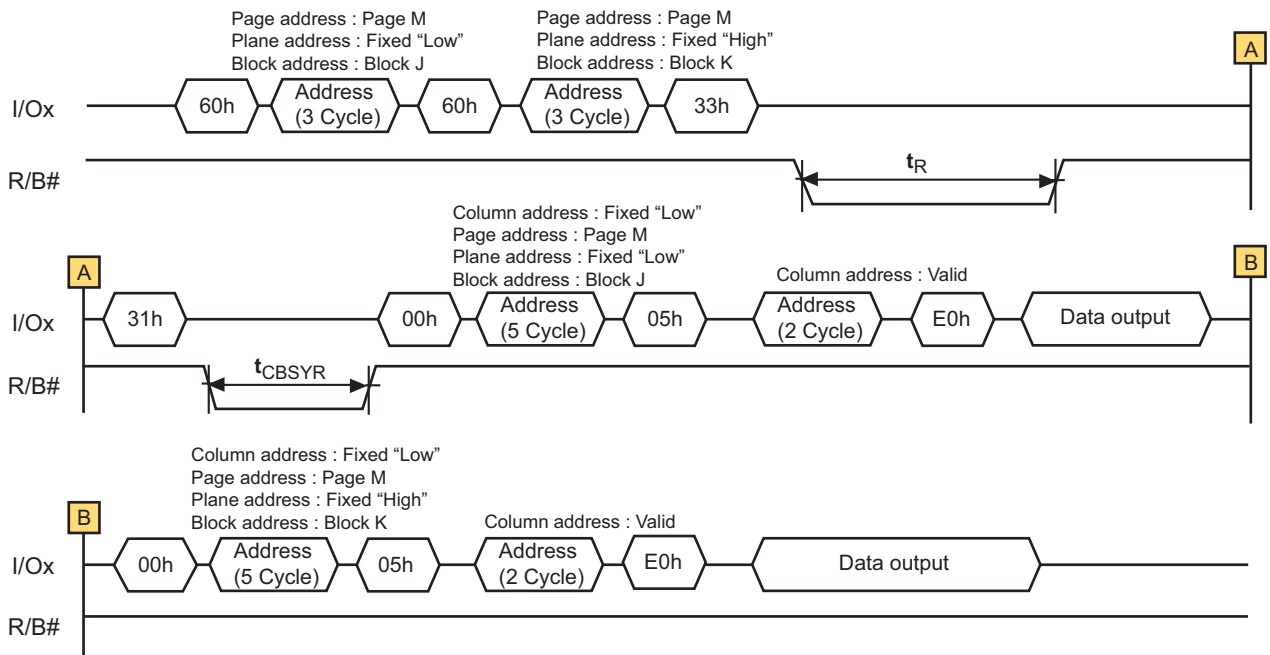 Page address : Page M
Plane address : Fixed “Low”
Block address : Block J
Page address : Page M
Plane address : Fixed “High”
Block address : Block K
A
I/Ox
60h
Address
(3 Cycle)
60h
Address
(3 Cycle)
33h
R/B#
tR
Column address : Fixed “Low”
Page address : Page M
Plane address : Fixed “Low”
Block address : Block J
Column address : Valid
A
B
I/Ox
31h
00h
Address
(5 Cycle)
05h
Address
(2 Cycle)
E0h
Data output
R/B#
tCBSYR
Column address : Fixed “Low”
Page address : Page M
Plane address : Fixed “High”
Block address : Block K
Column address : Valid
B
I/Ox
00h
Address
(5 Cycle)
05h
Address
(2 Cycle)
E0h
Data output
R/B#